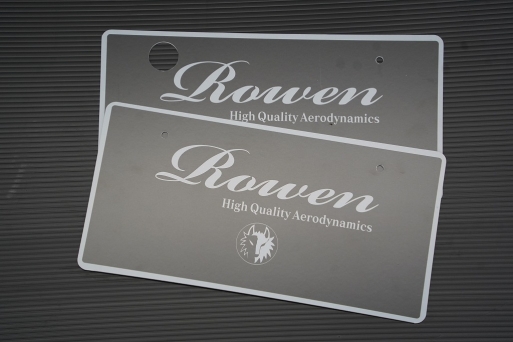 Rowen
High Quality Aerodynamics
Rowen
High Quality Aerodynamics